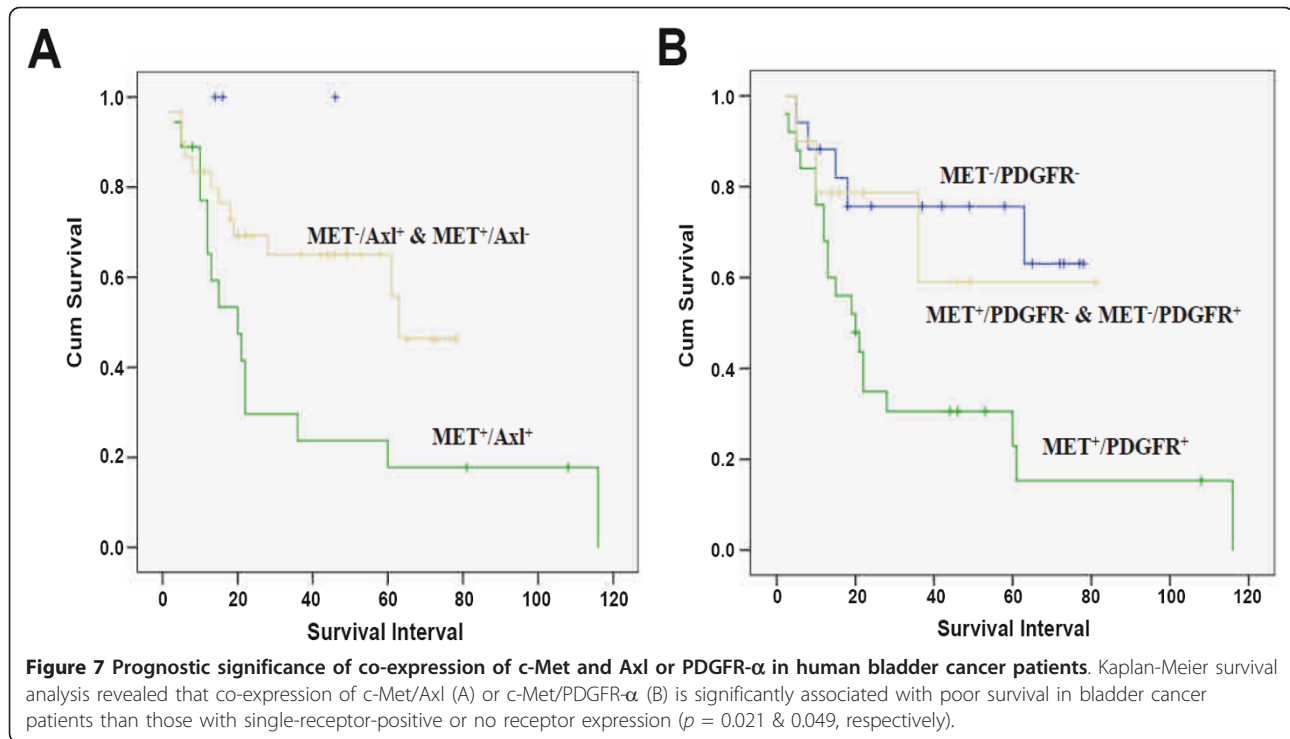 A
B
1.0
0.8
0.6
0.4
0.2
0.0
Cum Survival
MET⁻/Axl⁺ & MET⁺/Axl⁻
MET⁺/Axl⁺
0 20 40 60 80 100 120
Survival Interval
1.0
0.8
0.6
0.4
0.2
0.0
Cum Survival
MET⁻/PDGFR⁻
MET⁺/PDGFR⁻ & MET⁻/PDGFR⁺
MET⁺/PDGFR⁺
0 20 40 60 80 100 120
Survival Interval
Figure 7 Prognostic significance of co-expression of c-Met and Axl or PDGFR-α in human bladder cancer patients. Kaplan-Meier survival
analysis revealed that co-expression of c-Met/Axl (A) or c-Met/PDGFR-α (B) is significantly associated with poor survival in bladder cancer
patients than those with single-receptor-positive or no receptor expression (p = 0.021 & 0.049, respectively).